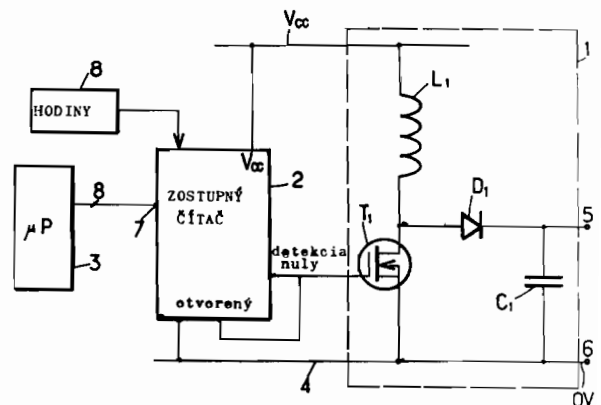 Vcc
Vcc
1
8
HODINY
L₁
2
ZOSTUPNÝ
ČÍTAČ
8
7
μP
3
D₁
5
T₁
detekcia
nuly
C₁
otvorený
4
6
OV